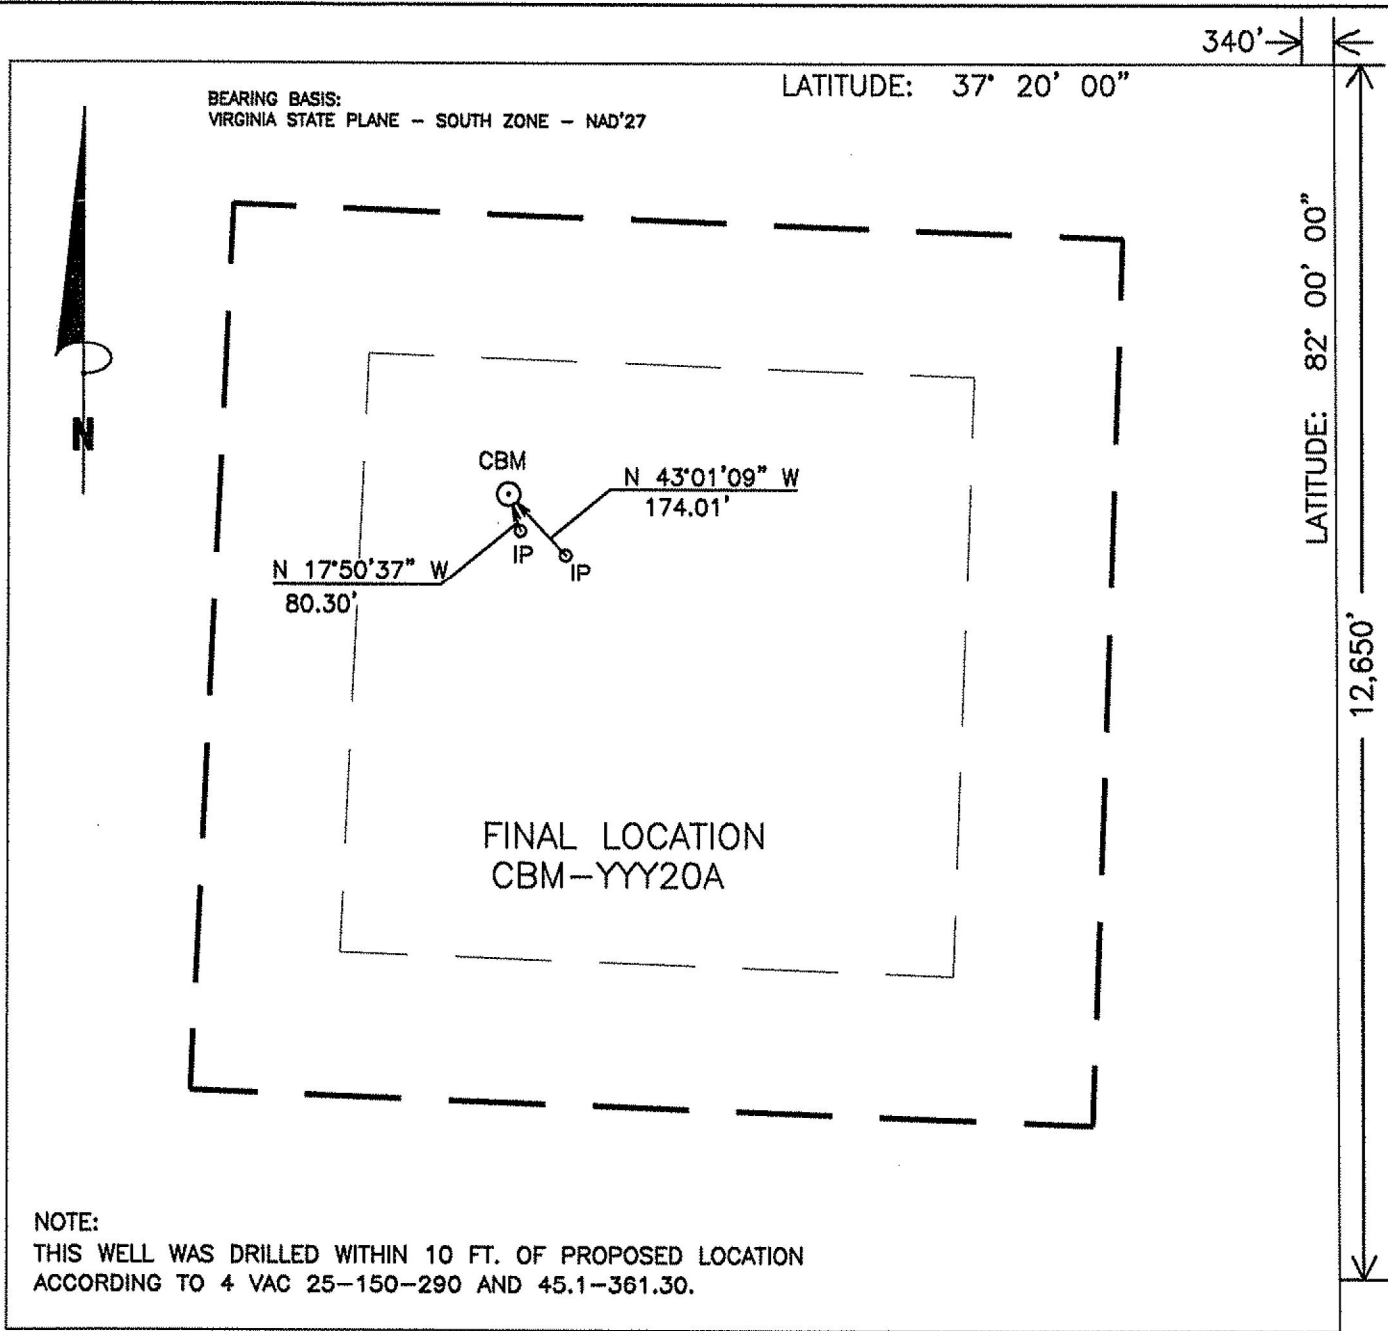 340'
LATITUDE: 37° 20' 00"
BEARING BASIS:
VIRGINIA STATE PLANE – SOUTH ZONE – NAD'27
LATITUDE: 82° 00' 00"
N
CBM
N 43°01'09" W
174.01'
IP
IP
N 17°50'37" W
80.30'
12,650'
FINAL LOCATION
CBM–YYY20A
NOTE:
THIS WELL WAS DRILLED WITHIN 10 FT. OF PROPOSED LOCATION
ACCORDING TO 4 VAC 25–150–290 AND 45.1–361.30.